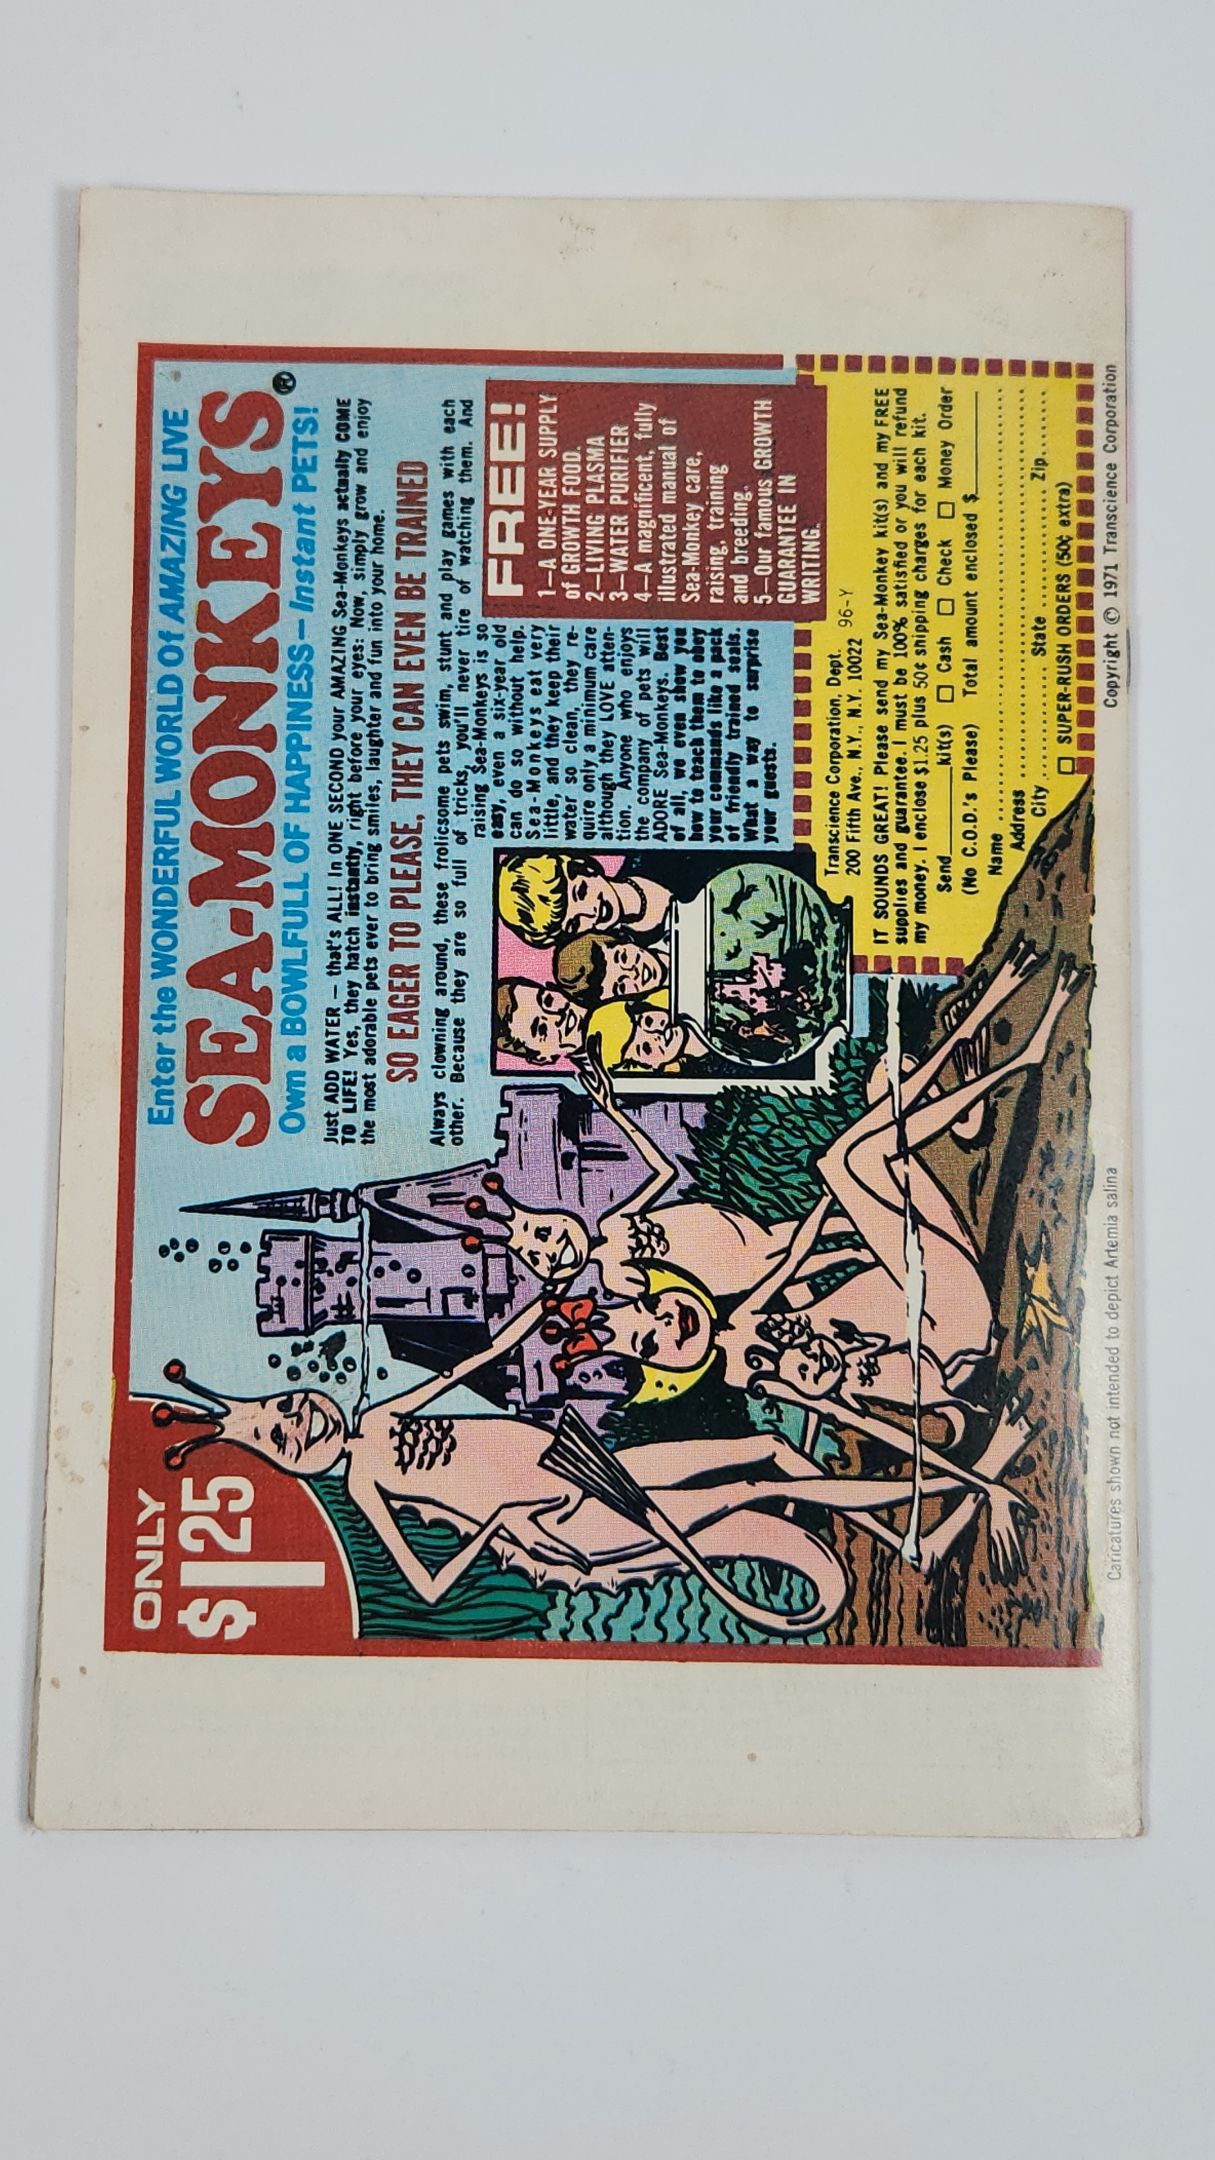 ONLY
$1.25
Enter the WONDERFUL WORLD Of AMAZING LIVE
SEA-MONKEYS®
Own a BOWLFULL OF HAPPINESS—Instant PETS!
Just ADD WATER — that's ALL! In ONE SECOND your AMAZING Sea-Monkeys actually COME
TO LIFE! Yes, they hatch instantly, right before your eyes: Now, simply grow and enjoy
the most adorable pets ever to bring smiles, laughter and fun into your home.
SO EAGER TO PLEASE, THEY CAN EVEN BE TRAINED
Always clowning around, these frolicsome pets swim, stunt and play games with each
other. Because they are so full of tricks, you'll never tire of watching them. And
raising Sea-Monkeys is so
easy, even a six-year old
can do so without help.
Sea-Monkeys eat very
little, and they keep their
water so clean, they re-
quire only a minimum care
although they LOVE atten-
tion. Anyone who enjoys
the company of pets will
ADORE Sea-Monkeys. Best
of all, we even show you
how to teach them to obey
your commands like a pack
of friendly trained seals.
What a way to surprise
your guests.
FREE!
1—A ONE-YEAR SUPPLY
of GROWTH FOOD.
2—LIVING PLASMA
3—WATER PURIFIER
4—A magnificent, fully
illustrated manual of
Sea-Monkey care,
raising, training
and breeding.
5—Our famous GROWTH
GUARANTEE IN
WRITING.
Transcience Corporation, Dept.
200 Fifth Ave., N.Y., N.Y. 10022 96-Y
IT SOUNDS GREAT! Please send my Sea-Monkey kit(s) and my FREE
supplies and guarantee. I must be 100% satisfied or you will refund
my money. I enclose $1.25 plus 50¢ shipping charges for each kit.
Send ______ kit(s) □ Cash □ Check □ Money Order
(No C.O.D.'s Please) Total amount enclosed $______
Name
Address
City State Zip
□ SUPER-RUSH ORDERS (50¢ extra)
Caricatures shown not intended to depict Artemia salina Copyright © 1971 Transcience Corporation